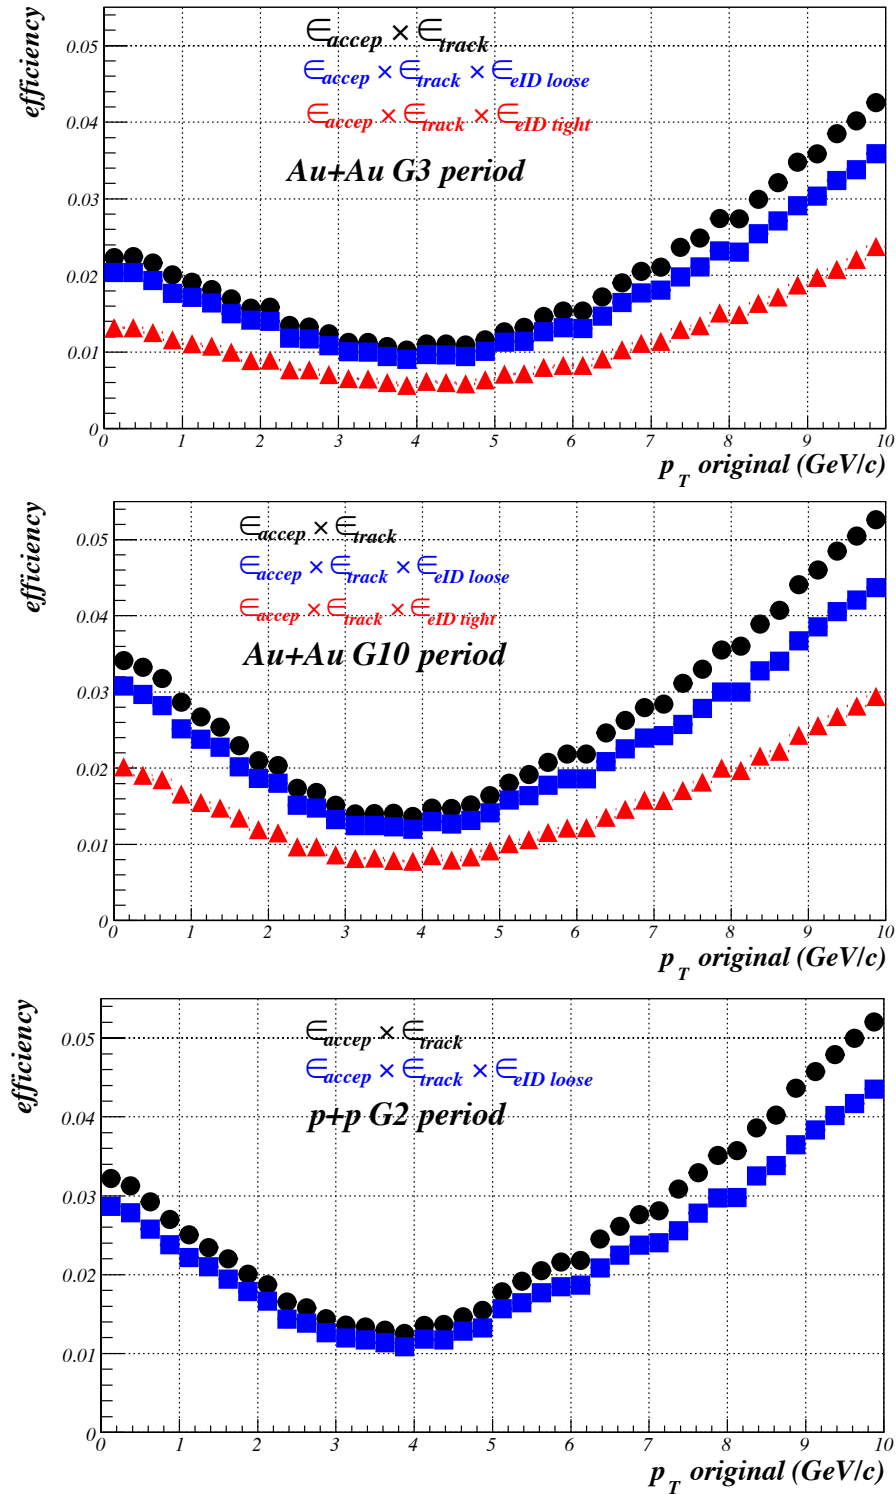 efficiency
0.05
0.04
0.03
0.02
0.01
0
∈accep × ∈track
∈accep × ∈track × ∈eID loose
∈accep × ∈track × ∈eID tight
Au+Au G3 period
0 1 2 3 4 5 6 7 8 9 10
p T original (GeV/c)
efficiency
0.05
0.04
0.03
0.02
0.01
0
∈accep × ∈track
∈accep × ∈track × ∈eID loose
∈accep × ∈track × ∈eID tight
Au+Au G10 period
0 1 2 3 4 5 6 7 8 9 10
p T original (GeV/c)
efficiency
0.05
0.04
0.03
0.02
0.01
0
∈accep × ∈track
∈accep × ∈track × ∈eID loose
p+p G2 period
0 1 2 3 4 5 6 7 8 9 10
p T original (GeV/c)